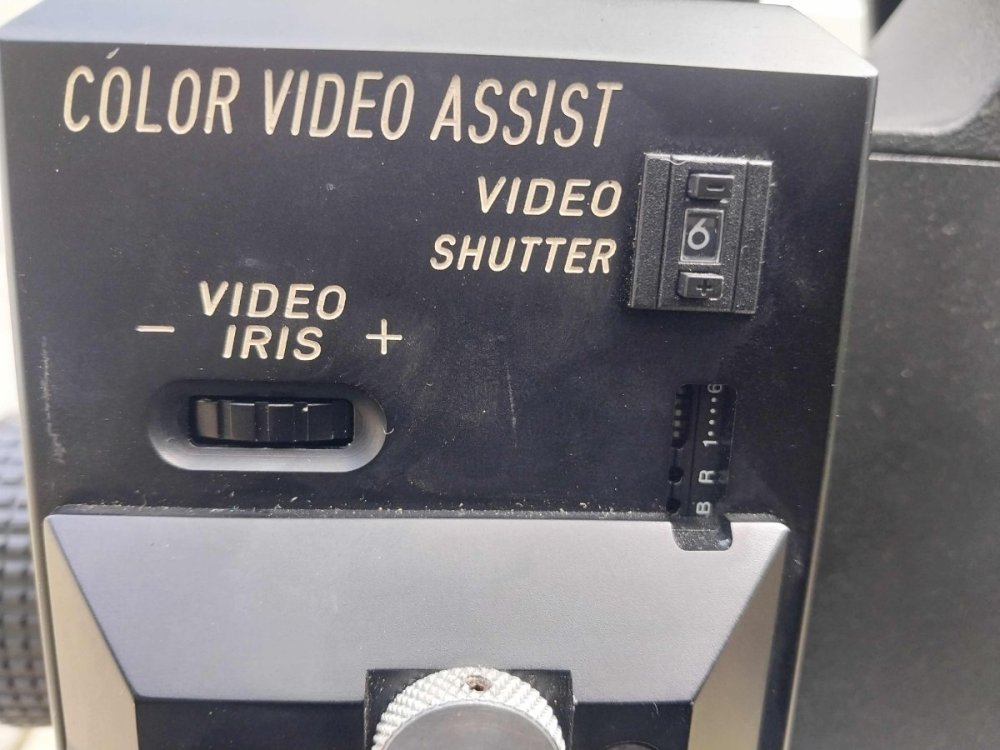 COLOR VIDEO ASSIST
VIDEO
SHUTTER
-
6
+
- VIDEO +
IRIS
B R 1····6